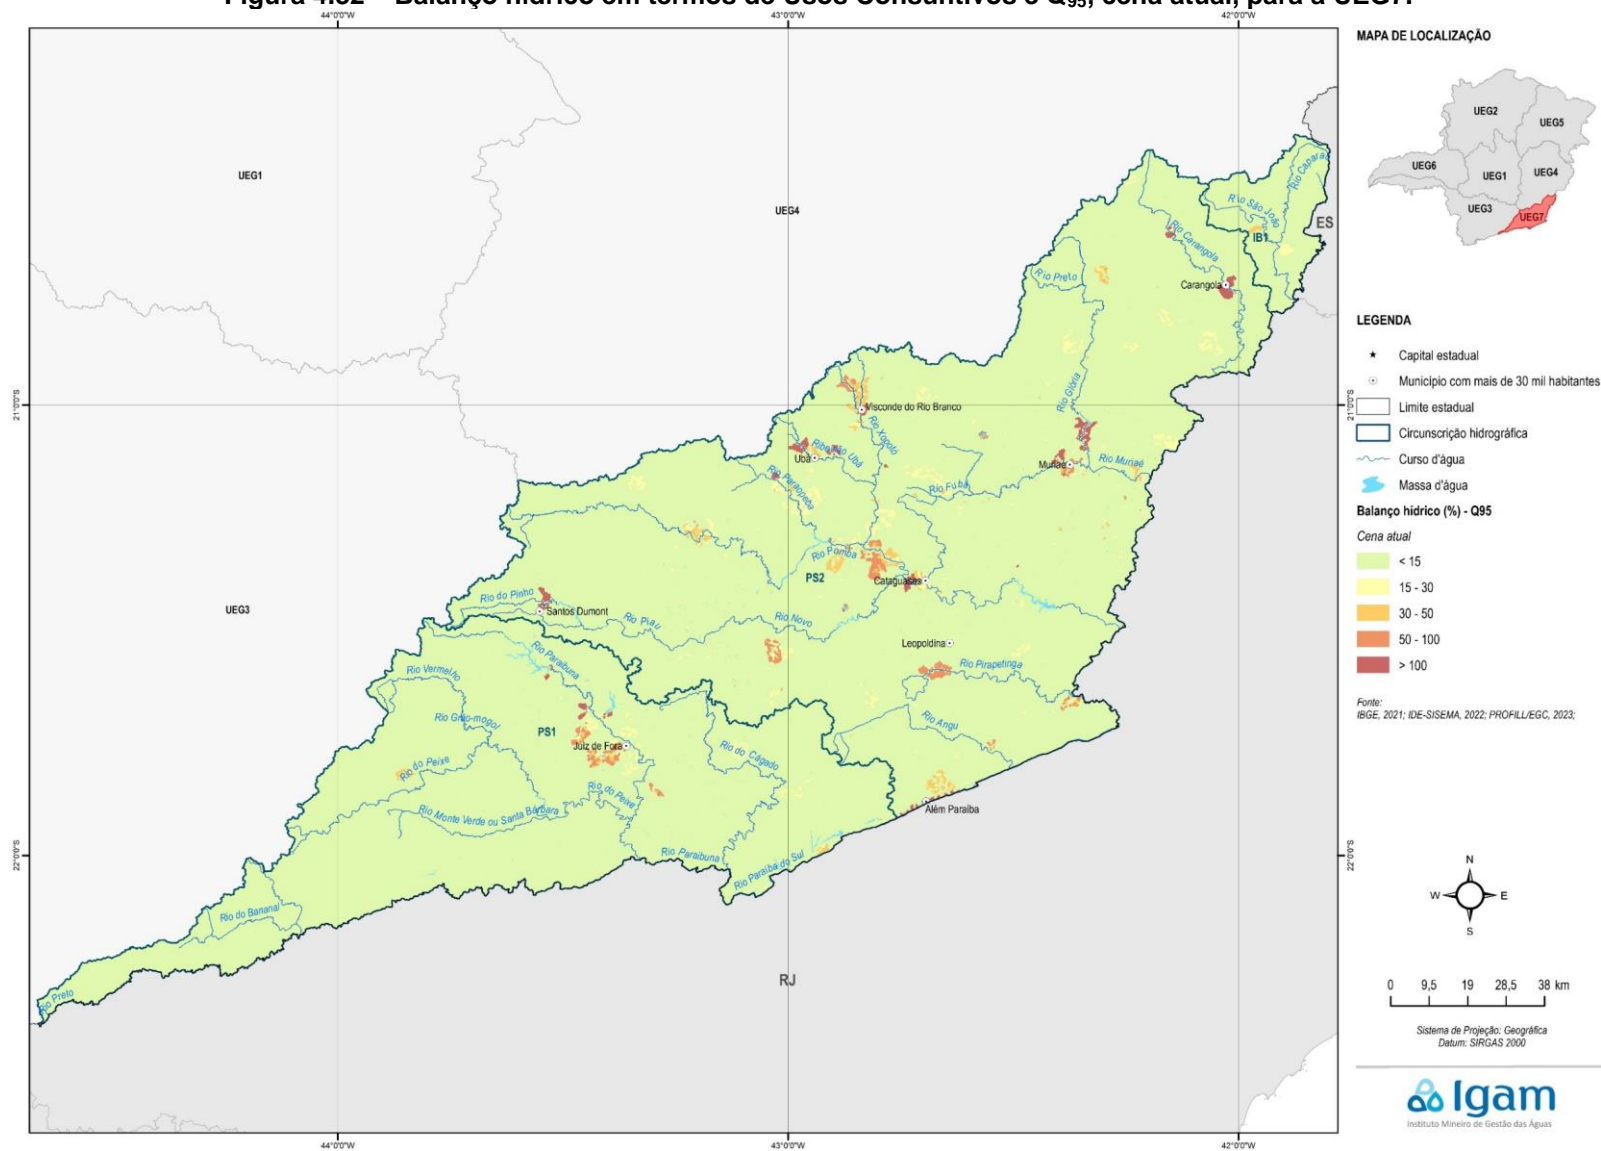 Figura 4.32 – Balanço hídrico em termos de Usos Consuntivos e Q95, cena atual, para a UEG7.
44°0'0"W
43°0'0"W
42°0'0"W
MAPA DE LOCALIZAÇÃO
UEG2
UEG5
UEG6
UEG1
UEG4
UEG3
UEG7
UEG1
UEG4
UEG3
ES
RJ
Rio Caparaó
Rio São João
IB1
Rio Carangola
Carangola
Rio Preto
Rio Glória
Visconde do Rio Branco
Rio Xopotó
Ribeirão Ubá
Ubá
Rio Paraopeba
Muriaé
Rio Muriaé
Rio Fubá
Rio Pomba
PS2
Cataguases
Rio do Pinho
Santos Dumont
Rio Piau
Rio Novo
Leopoldina
Rio Pirapetinga
Rio Paraibuna
Rio Vermelho
Rio Grão-mogol
PS1
Juiz de Fora
Rio Angu
Rio do Cágado
Rio do Peixe
Rio do Peixe
Além Paraíba
Rio Monte Verde ou Santa Bárbara
Rio Paraibuna
Rio Paraíba do Sul
Rio do Bananal
Rio Preto
21°0'0"S
21°0'0"S
22°0'0"S
22°0'0"S
44°0'0"W
43°0'0"W
42°0'0"W
LEGENDA
Capital estadual
Município com mais de 30 mil habitantes
Limite estadual
Circunscrição hidrográfica
Curso d'água
Massa d'água
Balanço hídrico (%) - Q95
Cena atual
< 15
15 - 30
30 - 50
50 - 100
> 100
Fonte:
IBGE, 2021; IDE-SISEMA, 2022; PROFILL/EGC, 2023;
N
W
E
S
0 9,5 19 28,5 38 km
Sistema de Projeção: Geográfica
Datum: SIRGAS 2000
Igam
Instituto Mineiro de Gestão das Águas